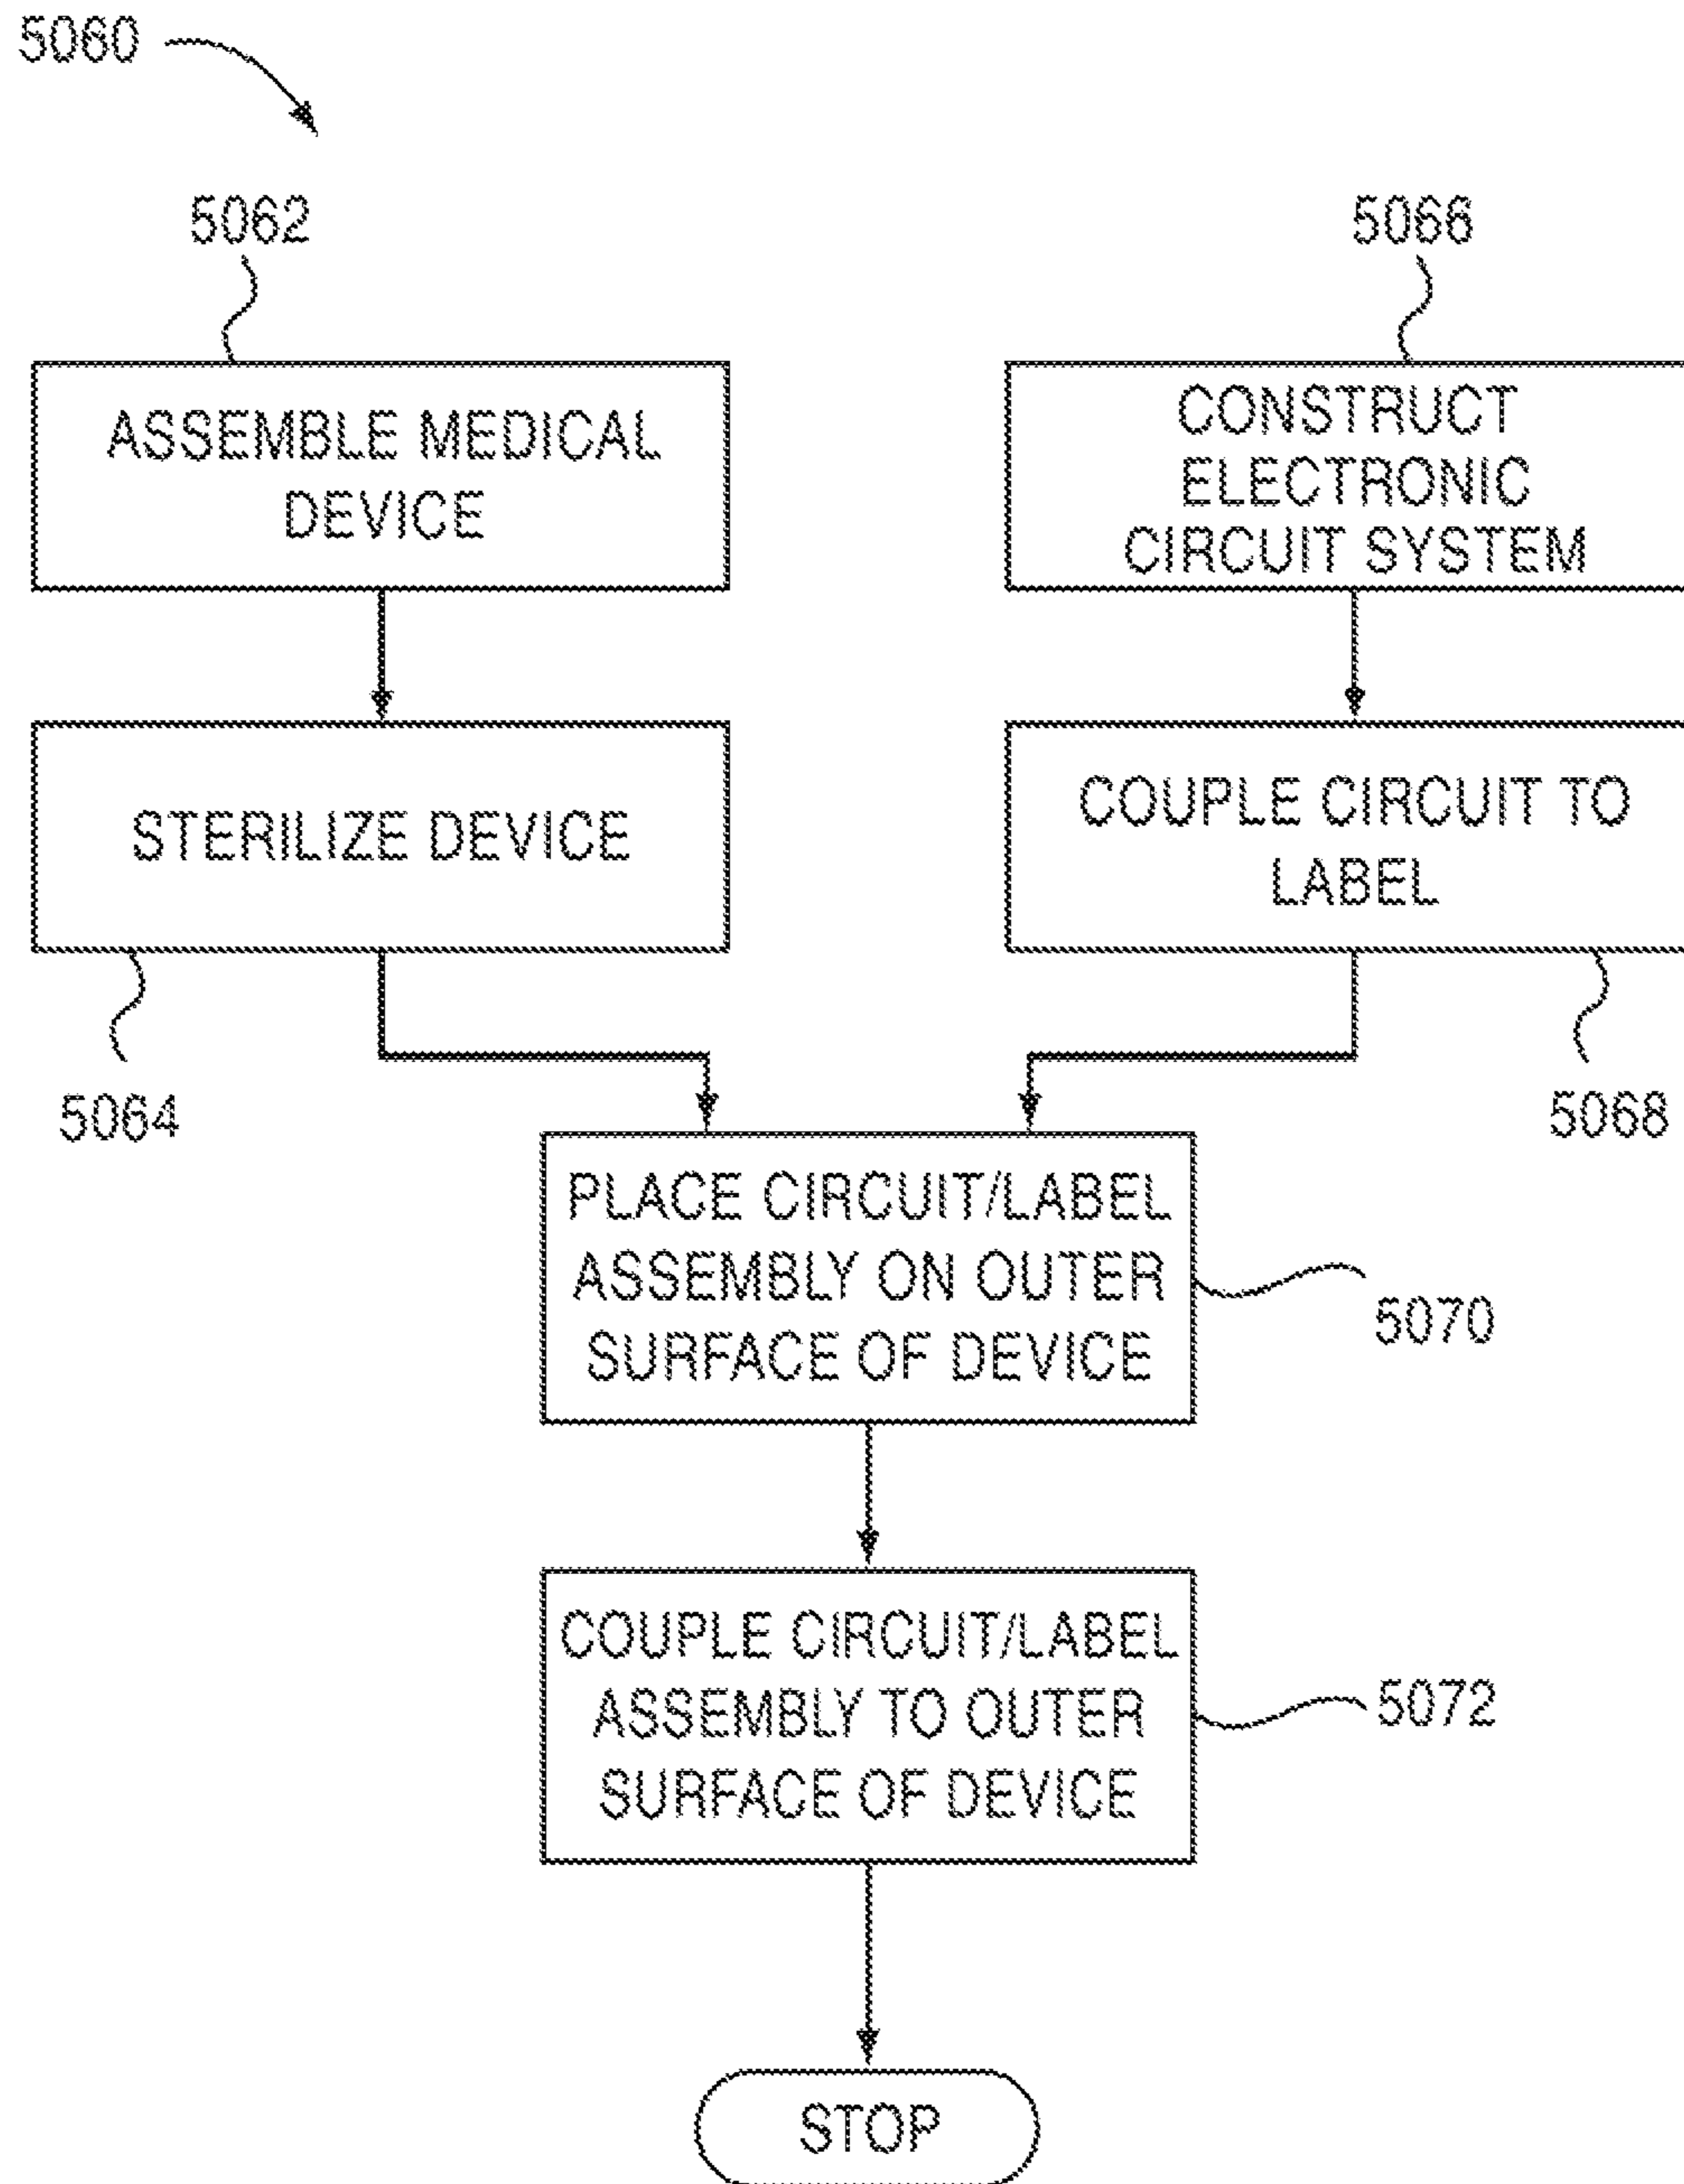 5060
5062
5066
ASSEMBLE MEDICAL
DEVICE
CONSTRUCT
ELECTRONIC
CIRCUIT SYSTEM
STERILIZE DEVICE
COUPLE CIRCUIT TO
LABEL
5064
5068
PLACE CIRCUIT/LABEL
ASSEMBLY ON OUTER
SURFACE OF DEVICE
5070
COUPLE CIRCUIT/LABEL
ASSEMBLY TO OUTER
SURFACE OF DEVICE
5072
STOP